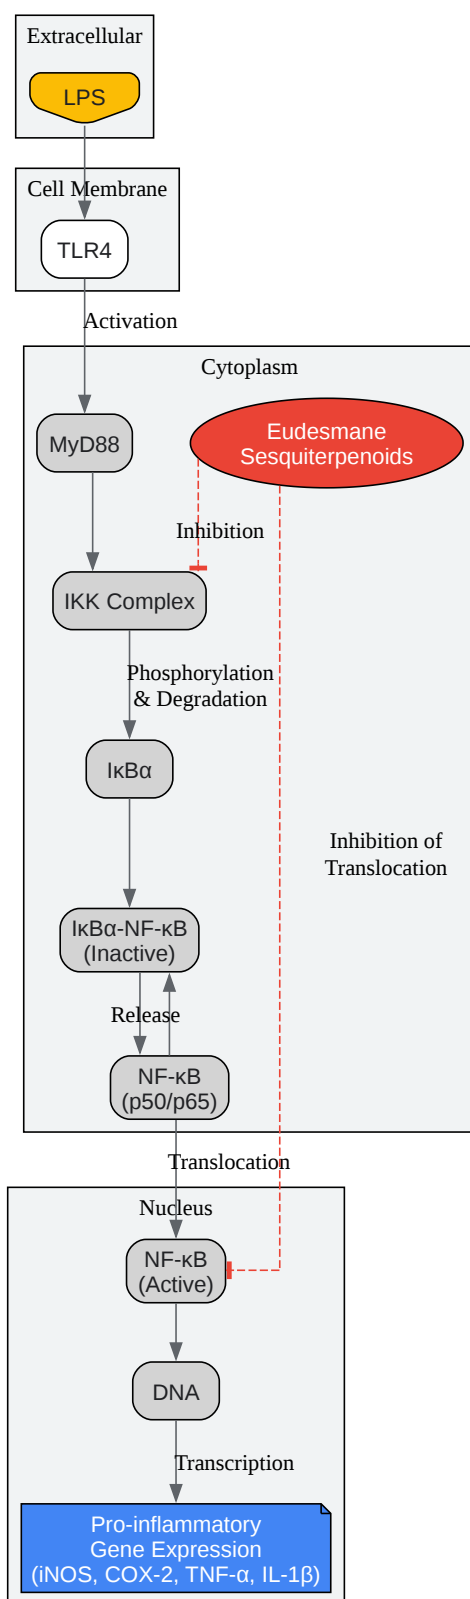 Extracellular
LPS
Cell Membrane
TLR4
Activation
Cytoplasm
MyD88
Eudesmane
Sesquiterpenoids
Inhibition
IKK Complex
Phosphorylation
& Degradation
IκBα
Inhibition of
Translocation
IκBα-NF-κB
(Inactive)
Release
NF-κB
(p50/p65)
Translocation
Nucleus
NF-κB
(Active)
DNA
Transcription
Pro-inflammatory
Gene Expression
(iNOS, COX-2, TNF-α, IL-1β)